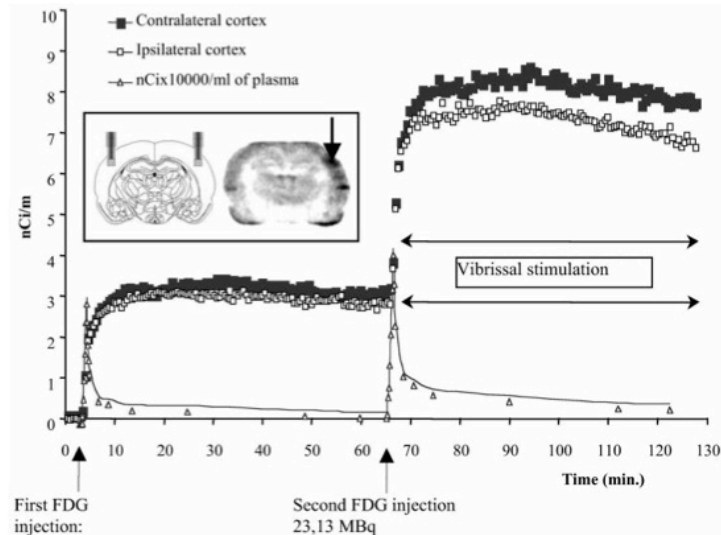 10
9
8
7
6
5
4
3
2
1
0
nCi/m
Contralateral cortex
Ipsilateral cortex
nCix10000/ml of plasma
Vibrissal stimulation
0 10 20 30 40 50 60 70 80 90 100 110 120 130
Time (min.)
First FDG
injection:
Second FDG injection
23,13 MBq